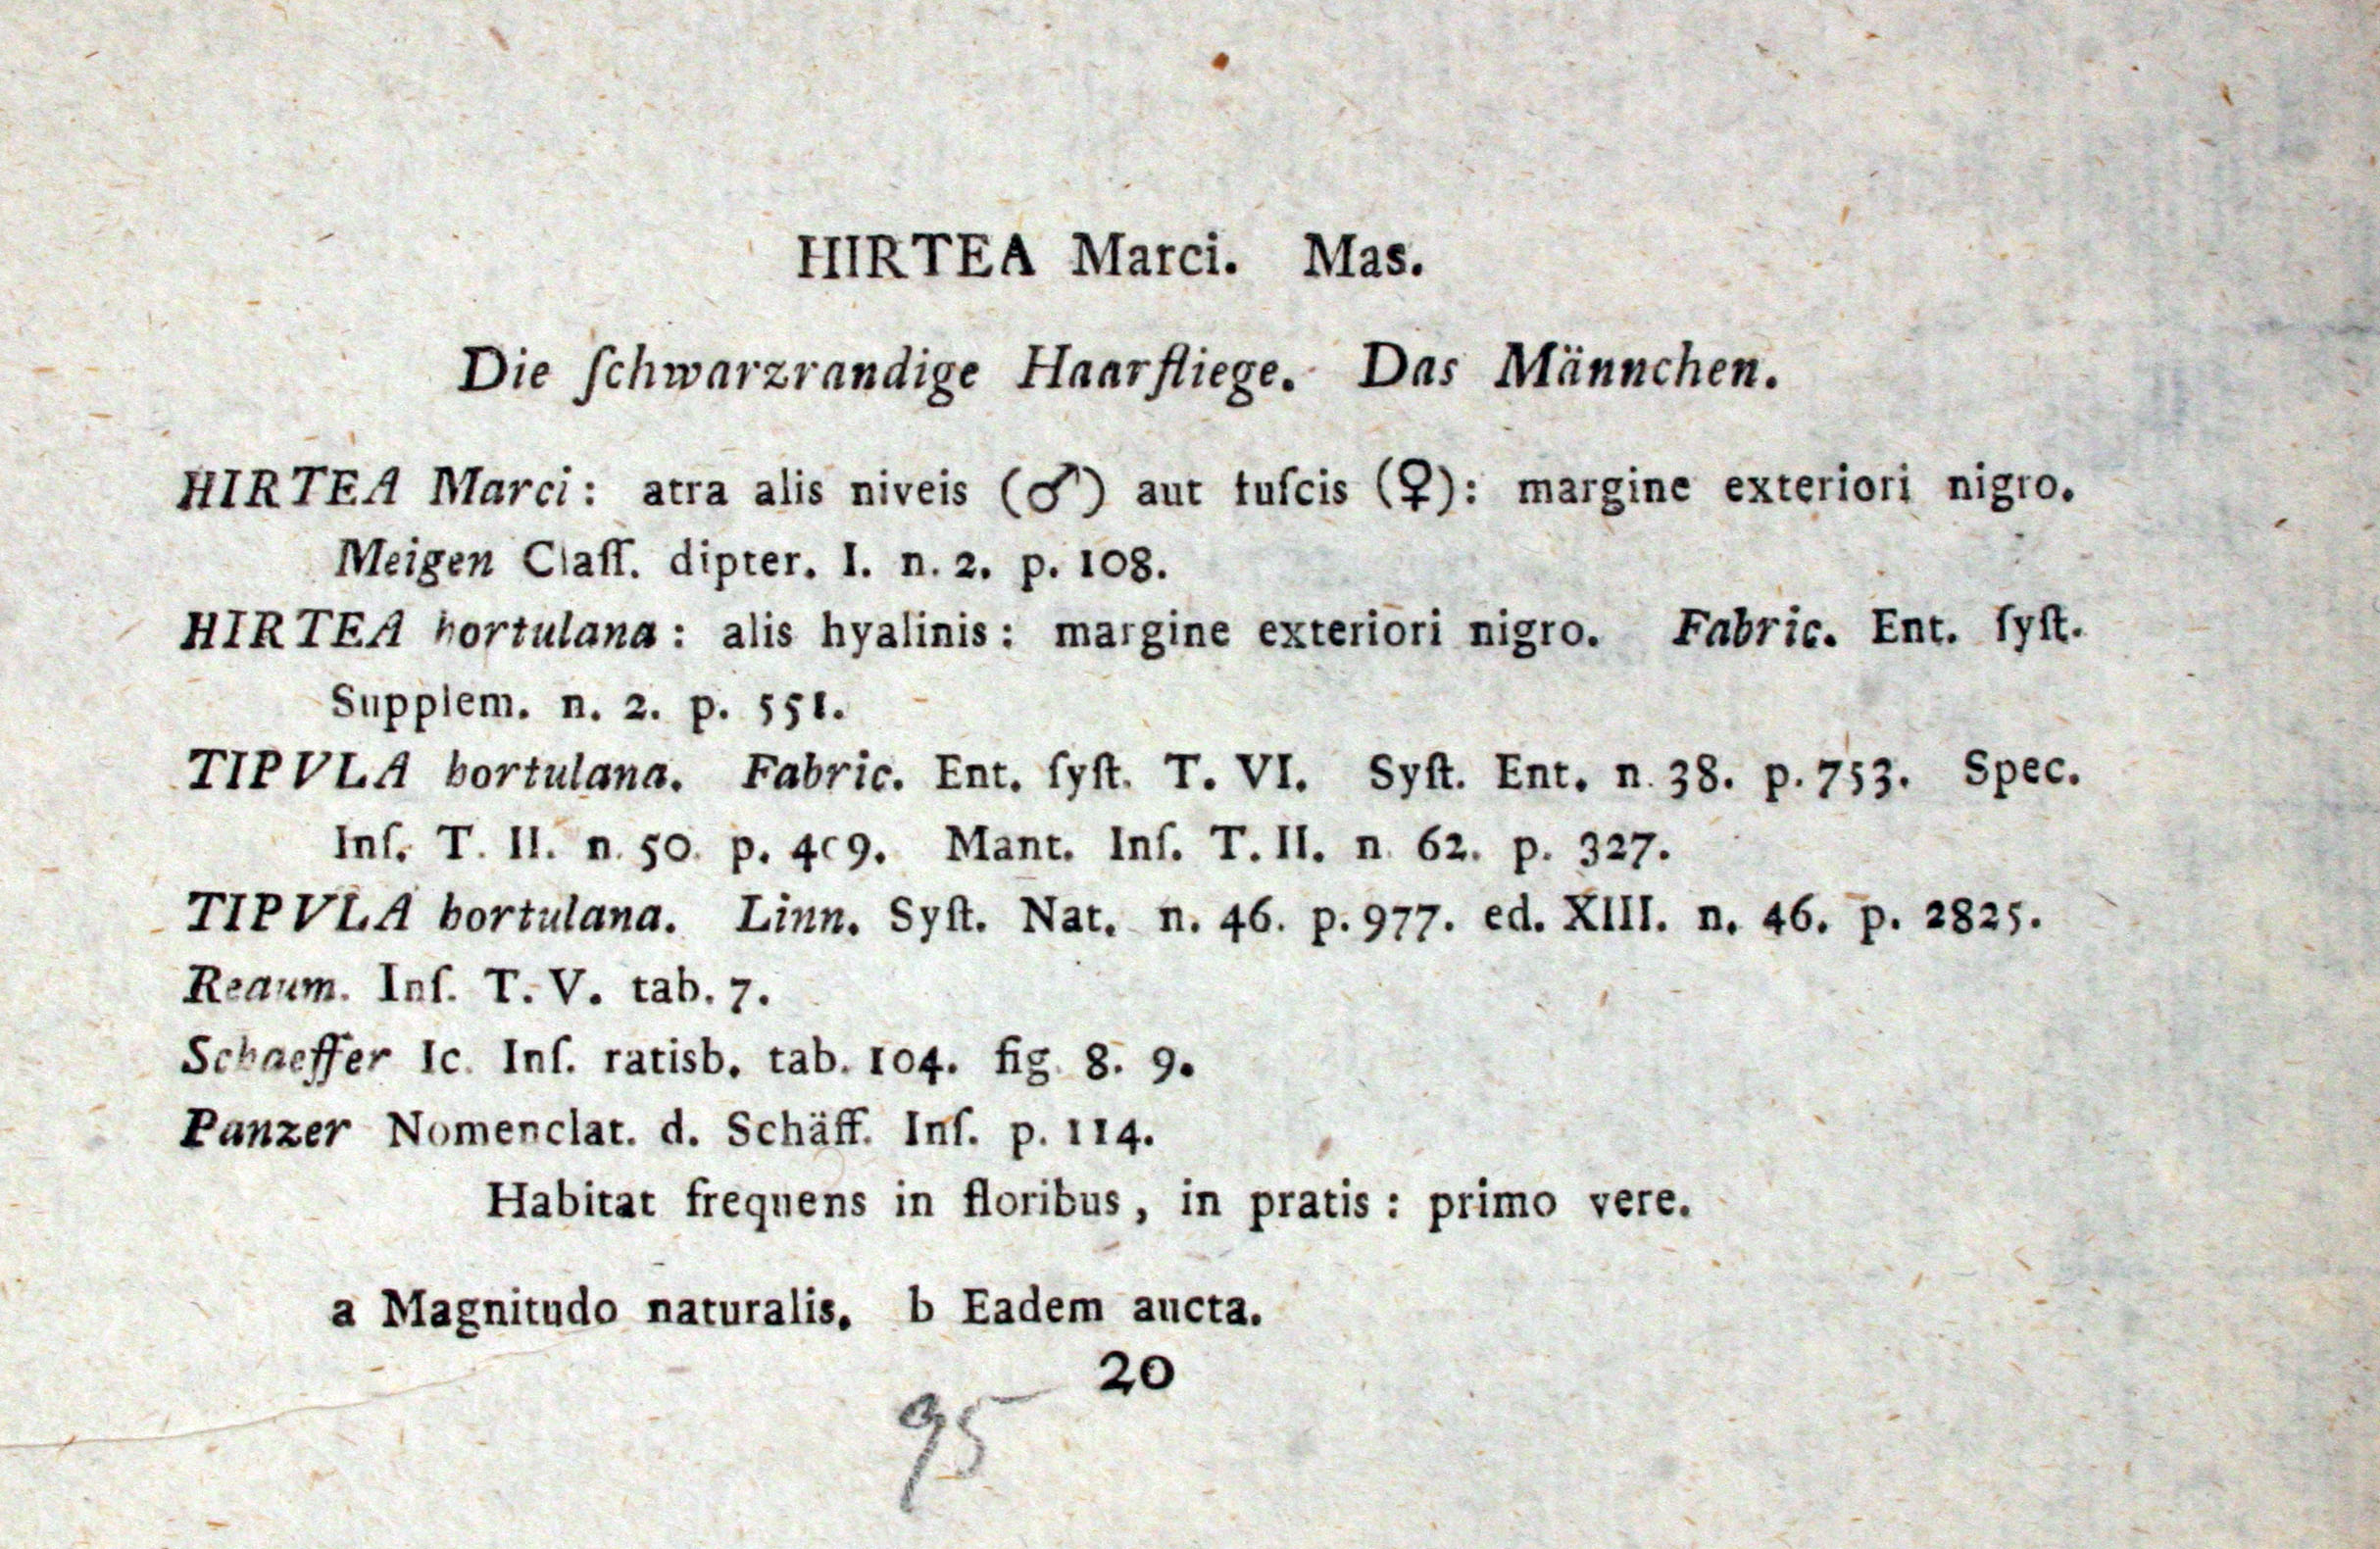 HIRTEA Marci. Mas.
Die ſchwarzrandige Haarfliege. Das Männchen.
HIRTEA Marci: atra alis niveis (♂) aut fuſcis (♀): margine exteriori nigro.
Meigen Claſſ. dipter. I. n. 2. p. 108.
HIRTEA hortulana: alis hyalinis: margine exteriori nigro. Fabric. Ent. ſyſt.
Supplem. n. 2. p. 551.
TIPVLA hortulana. Fabric. Ent. ſyſt. T. VI. Syſt. Ent. n. 38. p. 753. Spec.
Inſ. T. II. n. 50. p. 409. Mant. Inſ. T. II. n. 62. p. 327.
TIPVLA hortulana. Linn. Syſt. Nat. n. 46. p. 977. ed. XIII. n. 46. p. 2825.
Reaum. Inſ. T. V. tab. 7.
Schaeffer Ic. Inſ. ratisb. tab. 104. fig. 8. 9.
Panzer Nomenclat. d. Schäff. Inſ. p. 114.
Habitat frequens in floribus, in pratis: primo vere.
a Magnitudo naturalis. b Eadem aucta.
20
95